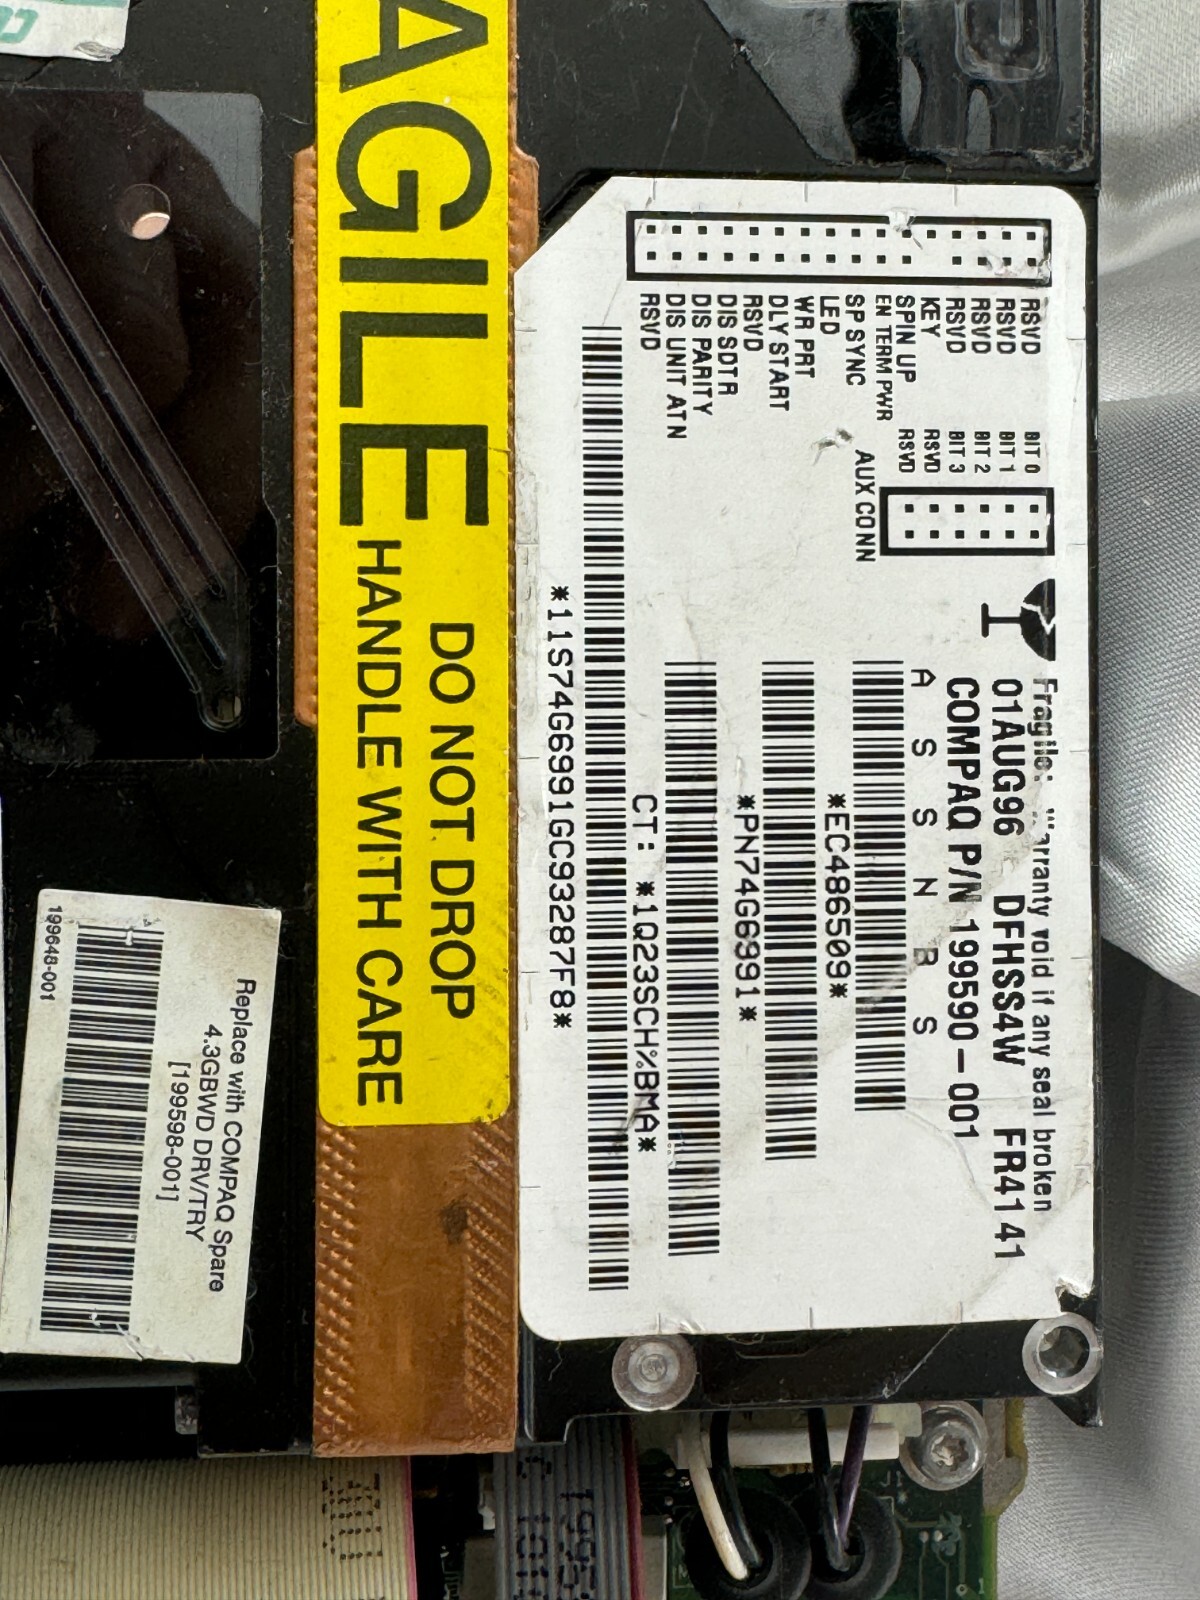 AGILE
DO NOT DROP
HANDLE WITH CARE
Fragile: Warranty void if any seal broken
01AUG96 DFHSS4W FR4141
COMPAQ P/N 199590-001
A S S N B S
*EC486509*
*PN74G6991*
CT: *1Q23SCH%BMA*
*11S74G6991GC93287F8*
BIT 0
BIT 1
BIT 2
BIT 3
RSVD
RSVD
AUX CONN
RSVD
RSVD
RSVD
RSVD
KEY
SPIN UP
EN TERM PWR
SP SYNC
LED
WR PRT
DLY START
RSVD
DIS SDTR
DIS PARITY
DIS UNIT ATN
RSVD
Replace with COMPAQ Spare
4.3GBWD DRV/TRY
[199598-001]
199648-001